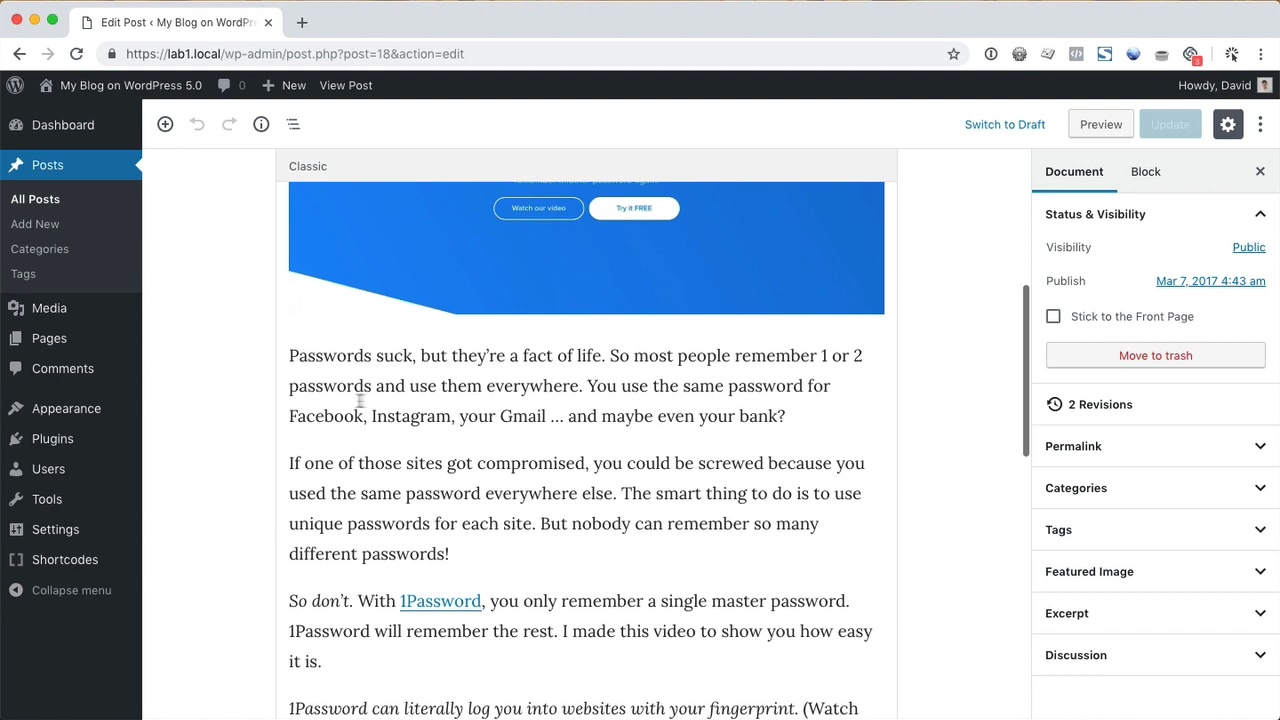 Edit Post ‹ My Blog on WordPre
https://lab1.local/wp-admin/post.php?post=18&action=edit
3
My Blog on WordPress 5.0
0
New
View Post
Howdy, David
Dashboard
Posts
All Posts
Add New
Categories
Tags
Media
Pages
Comments
Appearance
Plugins
Users
Tools
Settings
Shortcodes
Collapse menu
Switch to Draft
Preview
Update
Classic
Watch our video
Try it FREE
Passwords suck, but they’re a fact of life. So most people remember 1 or 2
passwords and use them everywhere. You use the same password for
Facebook, Instagram, your Gmail … and maybe even your bank?
If one of those sites got compromised, you could be screwed because you
used the same password everywhere else. The smart thing to do is to use
unique passwords for each site. But nobody can remember so many
different passwords!
So don’t. With 1Password, you only remember a single master password.
1Password will remember the rest. I made this video to show you how easy
it is.
1Password can literally log you into websites with your fingerprint. (Watch
Document
Block
Status & Visibility
Visibility
Public
Publish
Mar 7, 2017 4:43 am
Stick to the Front Page
Move to trash
2 Revisions
Permalink
Categories
Tags
Featured Image
Excerpt
Discussion